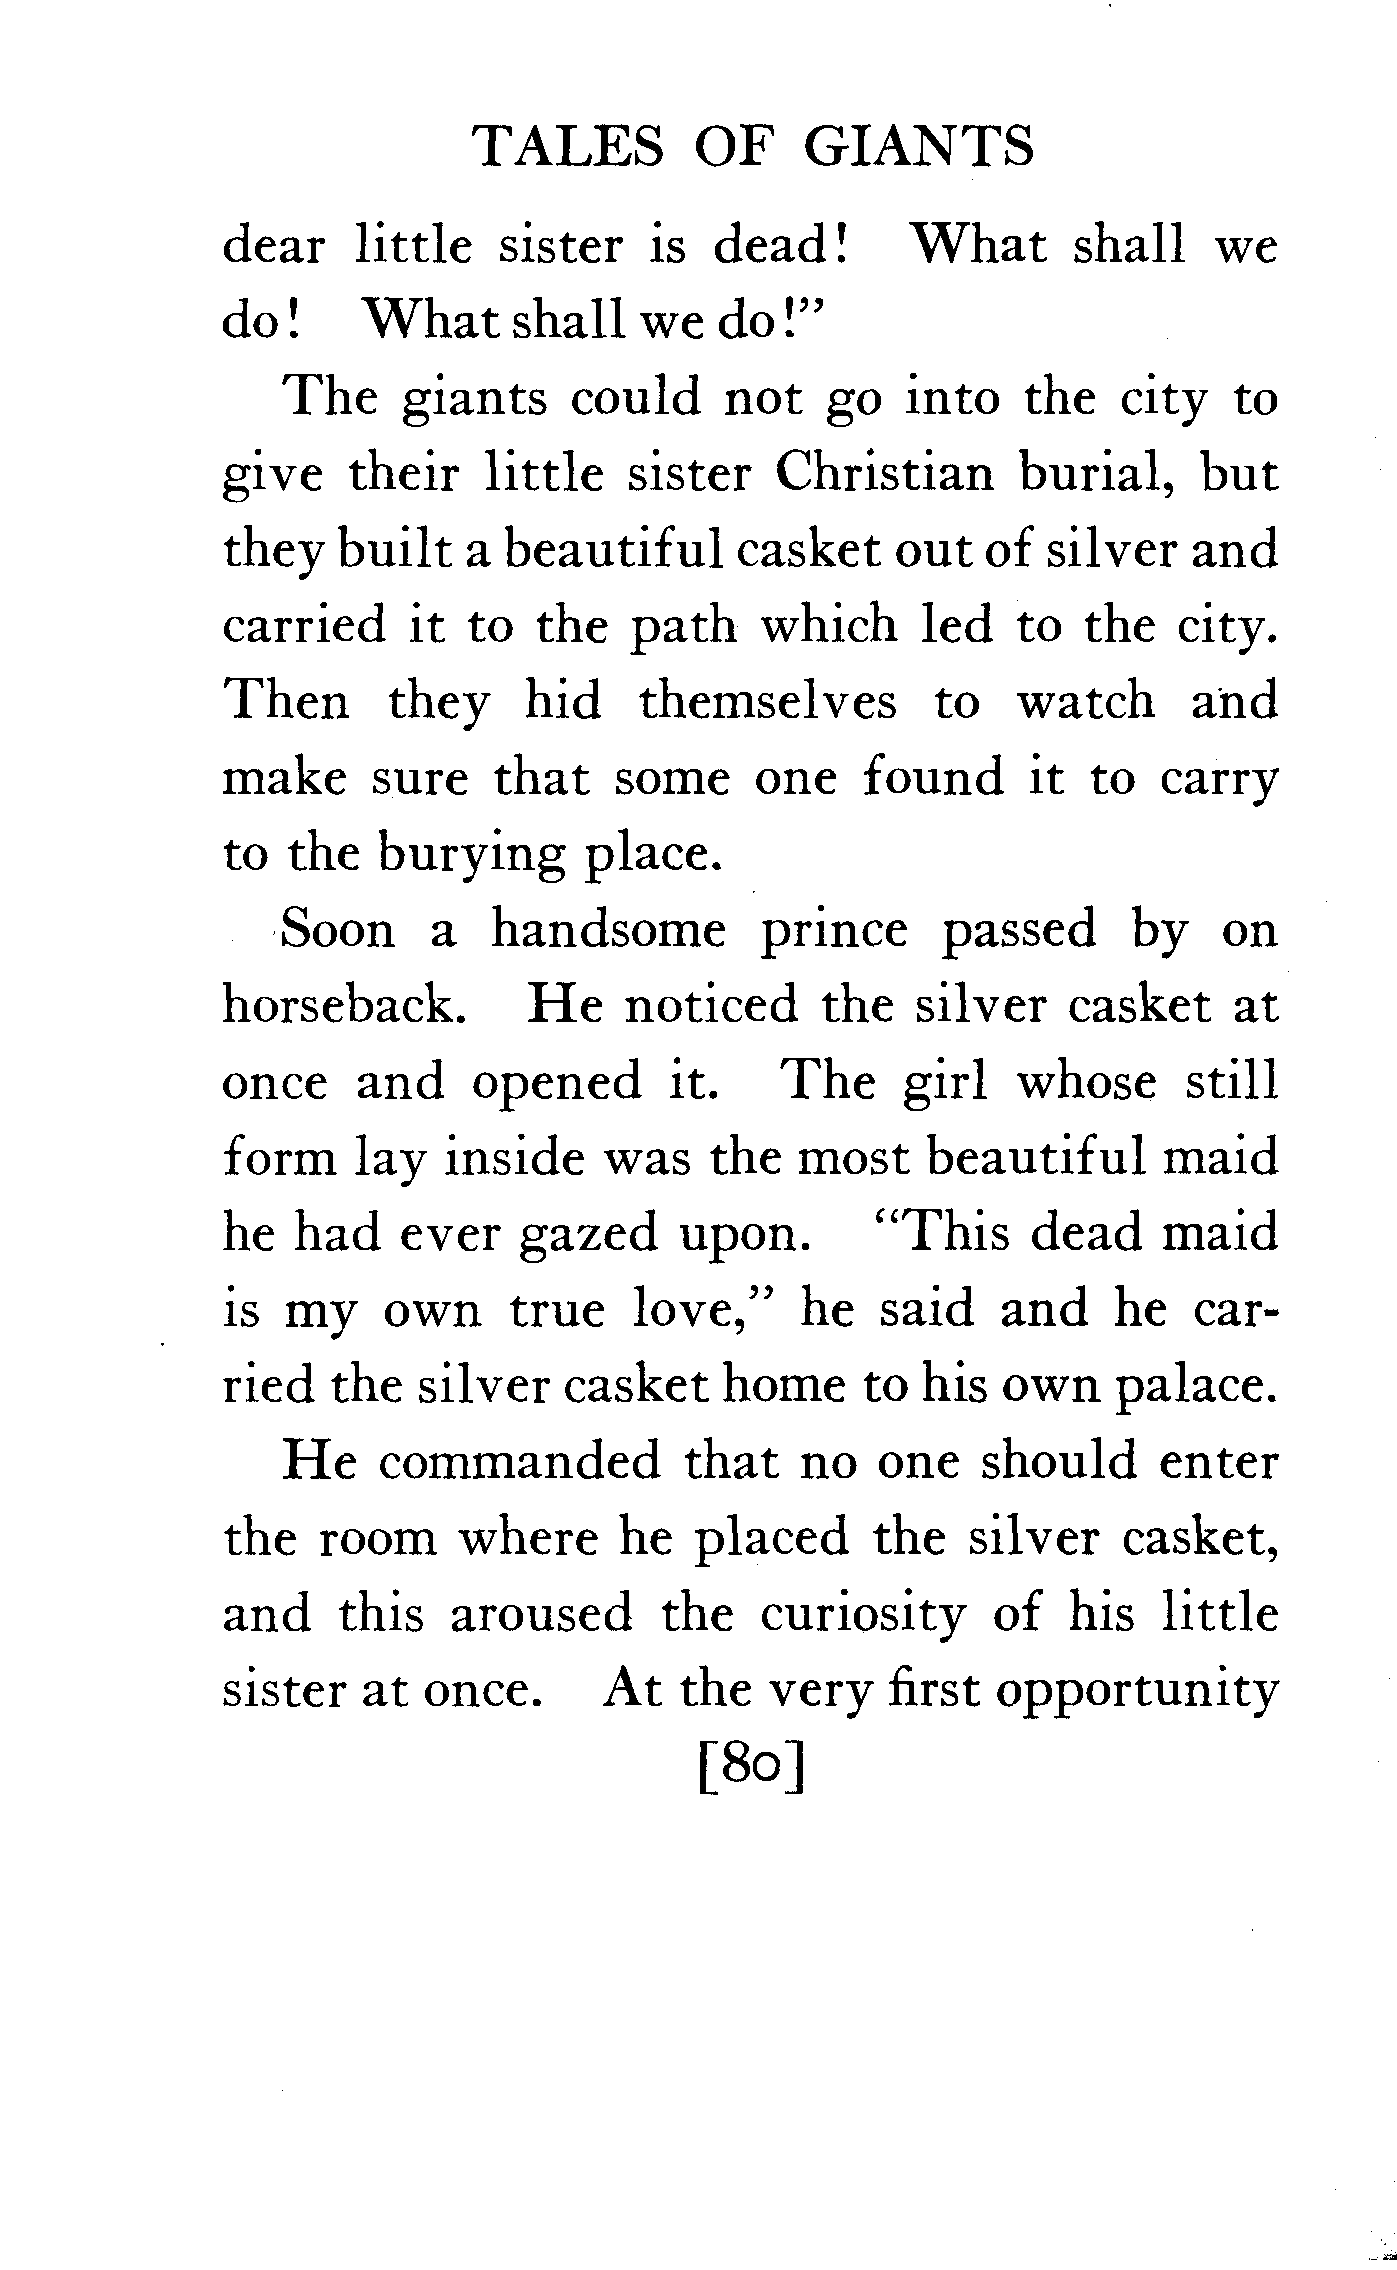 TALES OF GIANTS
dear little sister is dead! What shall we
do! What shall we do!”
The giants could not go into the city to
give their little sister Christian burial, but
they built a beautiful casket out of silver and
carried it to the path which led to the city.
Then they hid themselves to watch and
make sure that some one found it to carry
to the burying place.
Soon a handsome prince passed by on
horseback. He noticed the silver casket at
once and opened it. The girl whose still
form lay inside was the most beautiful maid
he had ever gazed upon. “This dead maid
is my own true love,” he said and he car-
ried the silver casket home to his own palace.
He commanded that no one should enter
the room where he placed the silver casket,
and this aroused the curiosity of his little
sister at once. At the very first opportunity
[80]